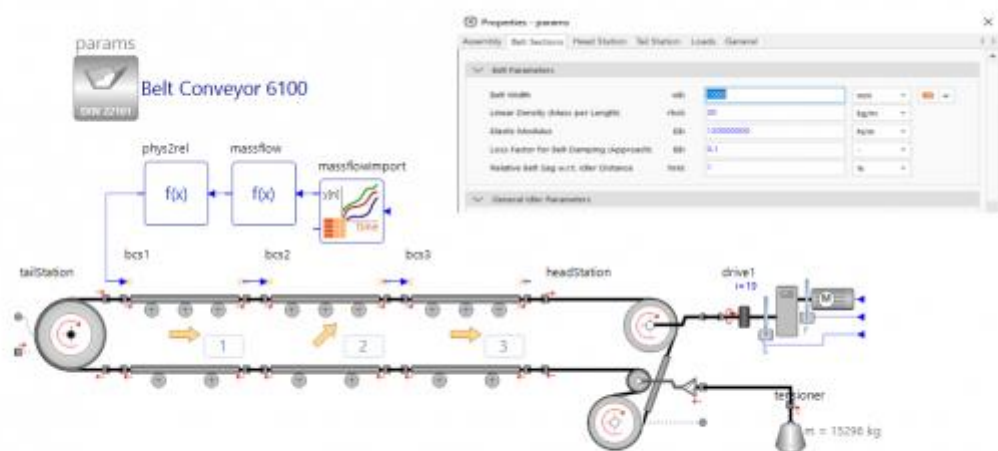 Properties - params
Assembly Belt Sections Head Station Tail Station Loads General
Belt Parameters
Belt Width mm
Linear Density (Mass per Length) kg/m
Elastic Modulus
Loss Factor for Belt Damping (Approach) 0.1
Relative Belt Sag w.r.t. Idler Distance %
General Idler Parameters
params
DIN 22101
Belt Conveyor 6100
phys2rel
massflow
massflowImport
f(x)
f(x)
y[n]
time
bcs1
bcs2
bcs3
tailStation
headStation
drive1
i=10
M
1
2
3
tensioner
m = 15296 kg